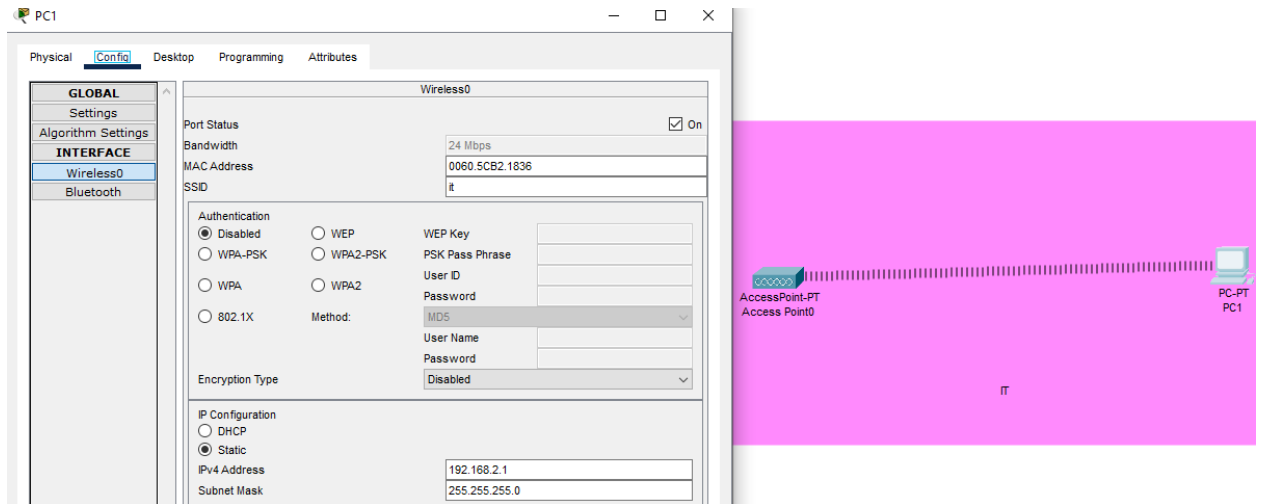 PC1
Physical Config Desktop Programming Attributes
GLOBAL
Settings
Algorithm Settings
INTERFACE
Wireless0
Bluetooth
Wireless0
Port Status On
Bandwidth 24 Mbps
MAC Address 0060.5CB2.1836
SSID it
Authentication
Disabled WEP WEP Key
WPA-PSK WPA2-PSK PSK Pass Phrase
User ID
WPA WPA2
Password
802.1X Method: MD5
User Name
Password
Encryption Type Disabled
IP Configuration
DHCP
Static
IPv4 Address 192.168.2.1
Subnet Mask 255.255.255.0
AccessPoint-PT
Access Point0
PC-PT
PC1
IT